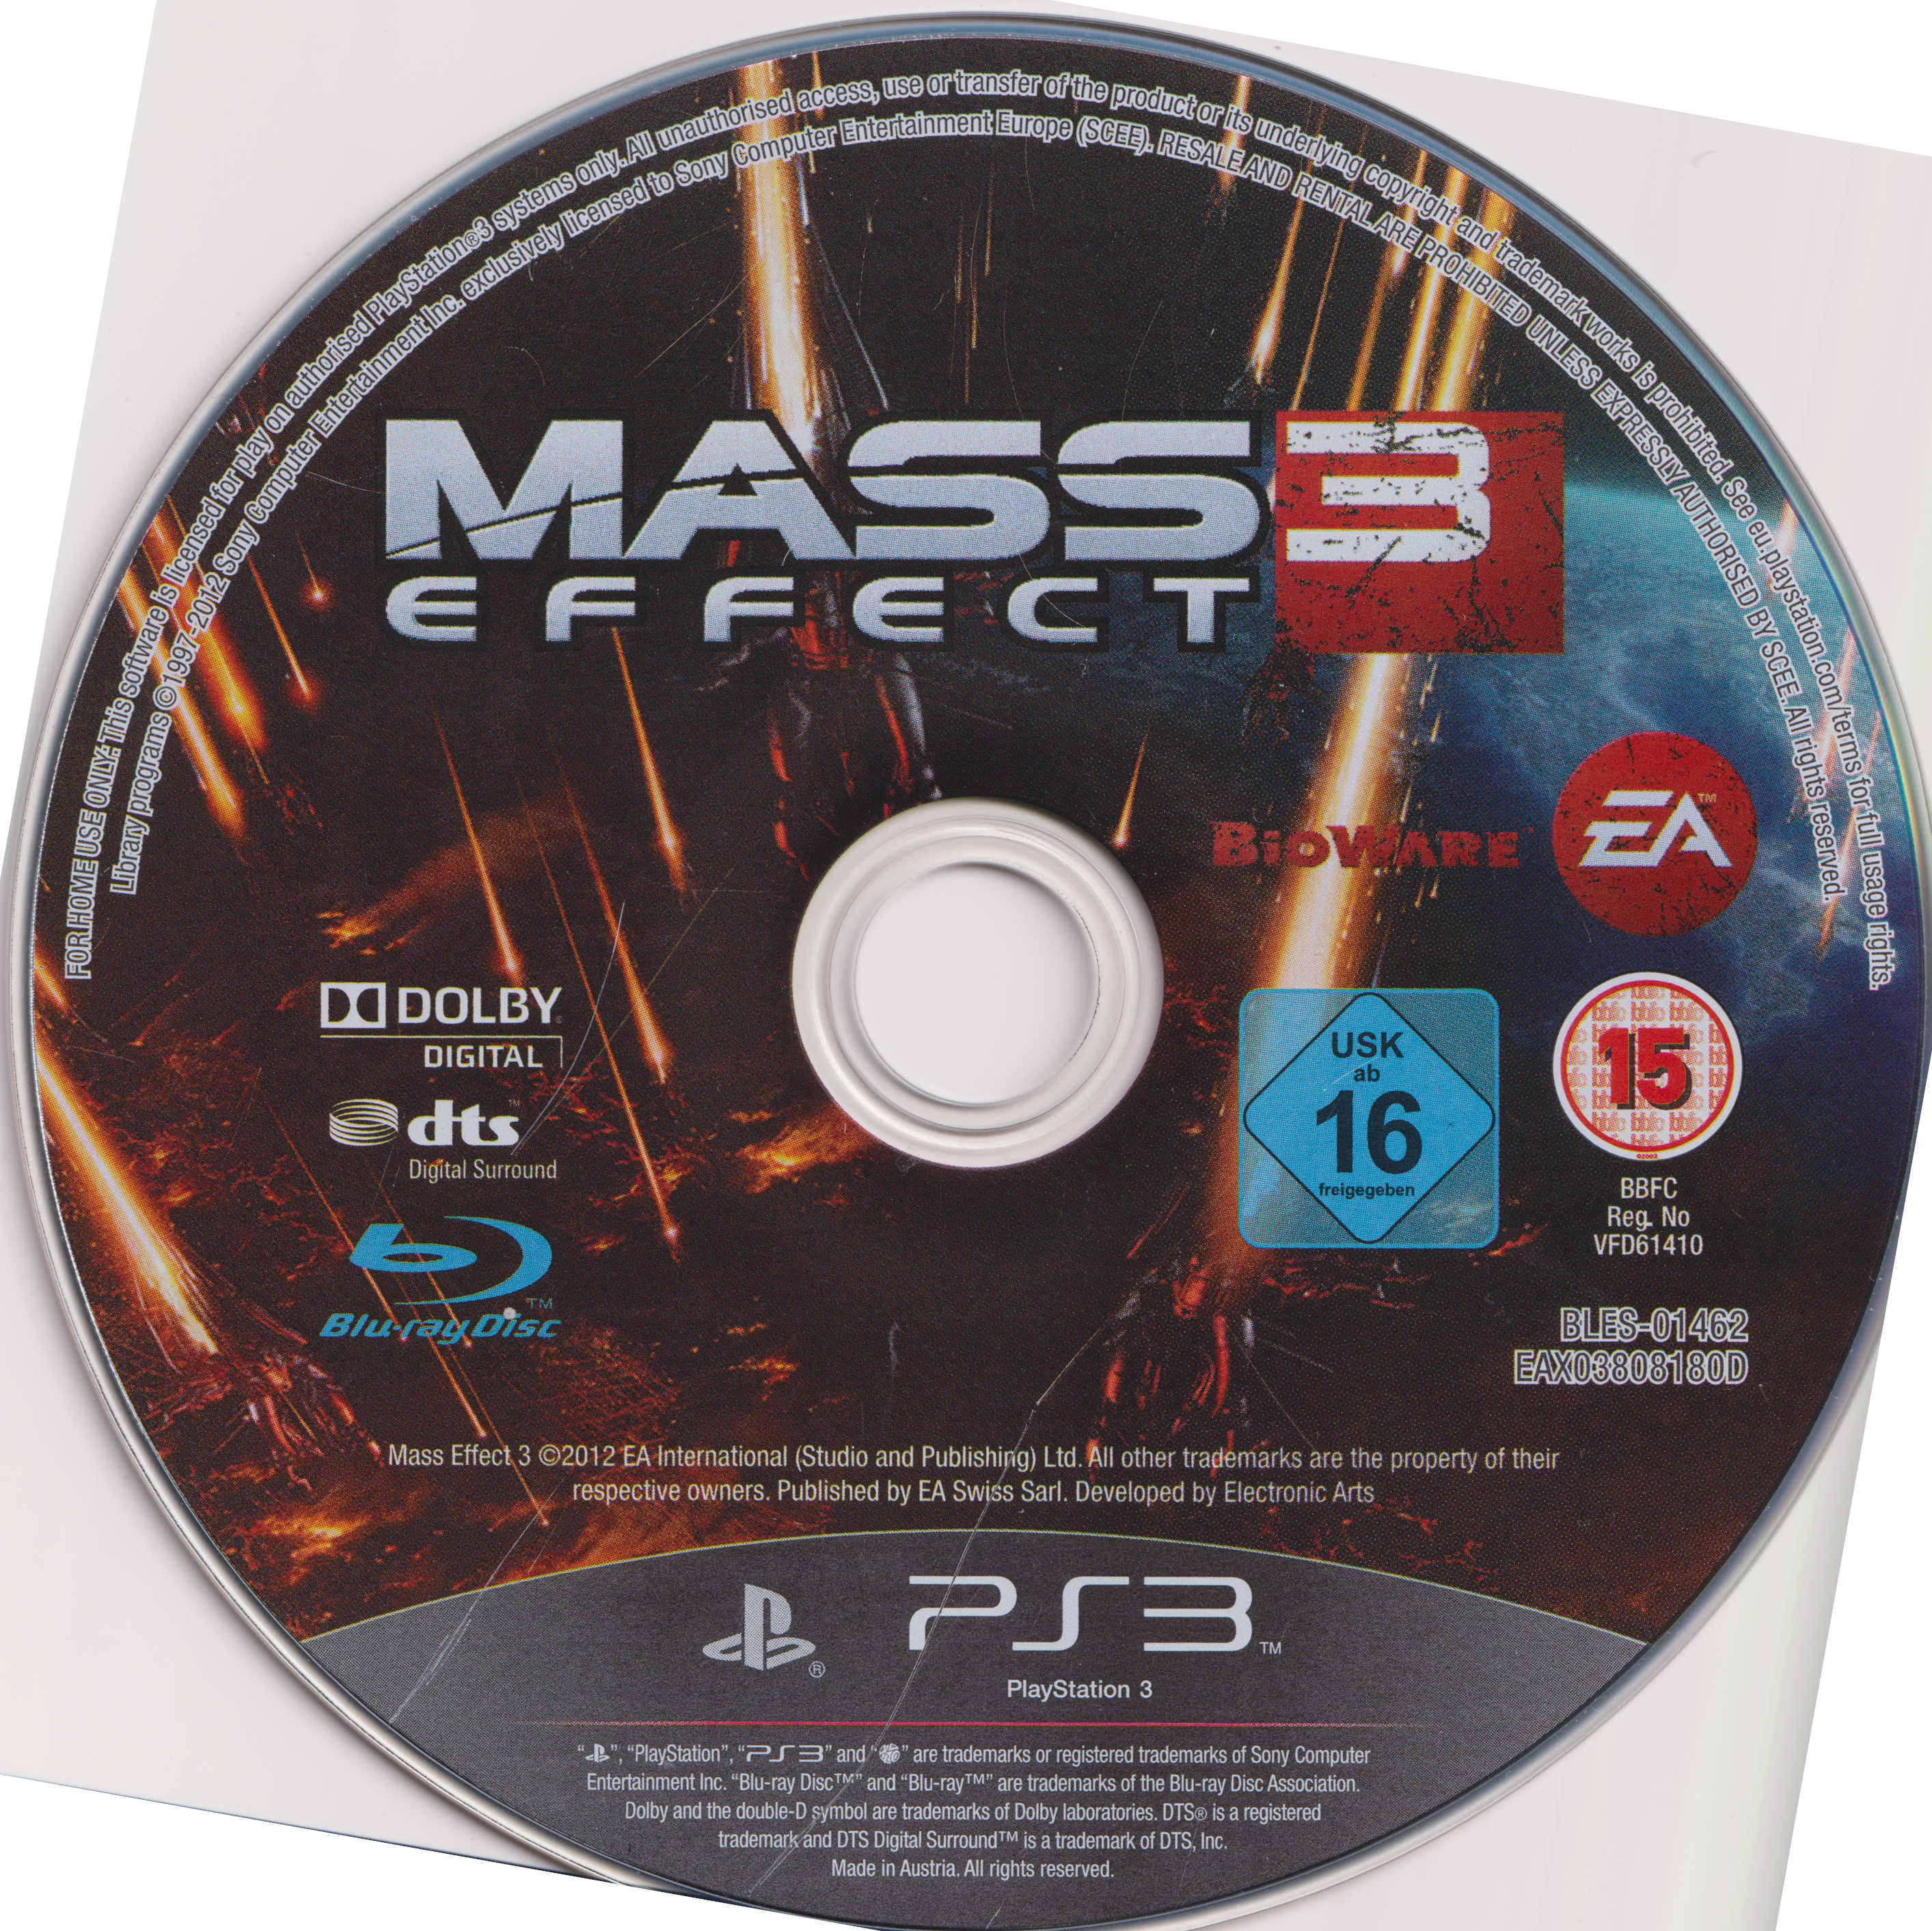 FOR HOME USE ONLY: This software is licensed for play on authorised PlayStation®3 systems only. All unauthorised access, use or transfer of the product or its underlying copyright and trademark works is prohibited. See eu.playstation.com/terms for full usage rights.
Library programs ©1997-2012 Sony Computer Entertainment Inc. exclusively licensed to Sony Computer Entertainment Europe (SCEE). RESALE AND RENTAL ARE PROHIBITED UNLESS EXPRESSLY AUTHORISED BY SCEE. All rights reserved.
MASS 3
EFFECT
BIOWARE
EA™
DOLBY®
DIGITAL
dts™
Digital Surround
Blu-ray Disc™
USK
ab
16
freigegeben
bbfc
15
©2002
BBFC
Reg. No
VFD61410
BLES-01462
EAX03808180D
Mass Effect 3 ©2012 EA International (Studio and Publishing) Ltd. All other trademarks are the property of their
respective owners. Published by EA Swiss Sarl. Developed by Electronic Arts
® PS3™
PlayStation 3
“ ”, “PlayStation”, “PS3” and “ ” are trademarks or registered trademarks of Sony Computer
Entertainment Inc. “Blu-ray Disc™” and “Blu-ray™” are trademarks of the Blu-ray Disc Association.
Dolby and the double-D symbol are trademarks of Dolby laboratories. DTS® is a registered
trademark and DTS Digital Surround™ is a trademark of DTS, Inc.
Made in Austria. All rights reserved.